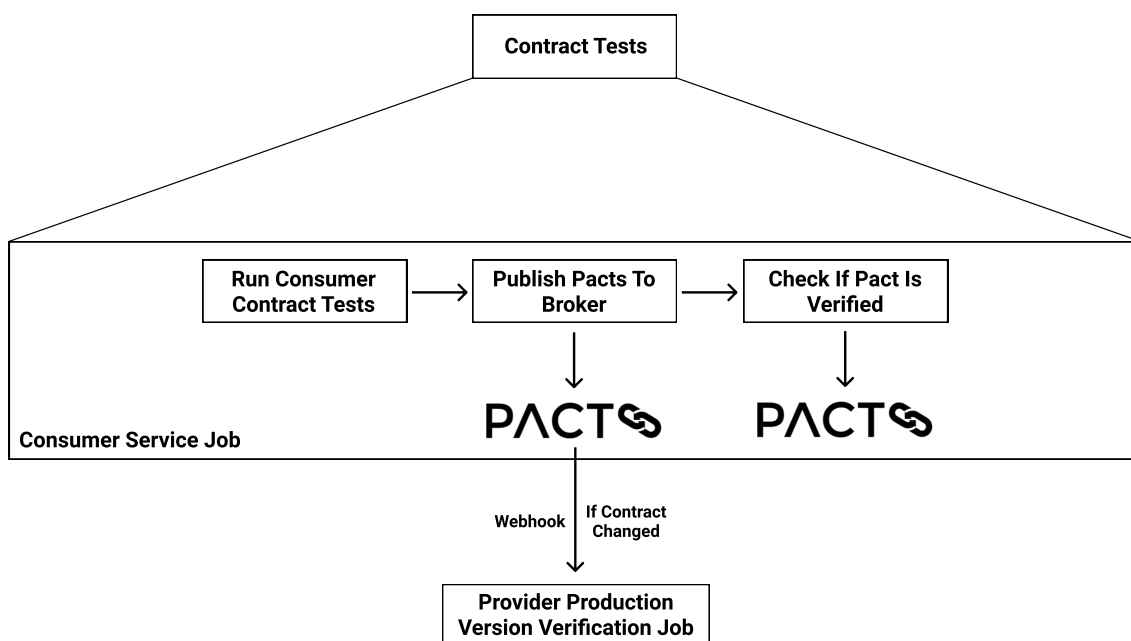 Contract Tests
Run Consumer
Contract Tests
Publish Pacts To
Broker
Check If Pact Is
Verified
PACT
PACT
Consumer Service Job
Webhook
If Contract
Changed
Provider Production
Version Verification Job